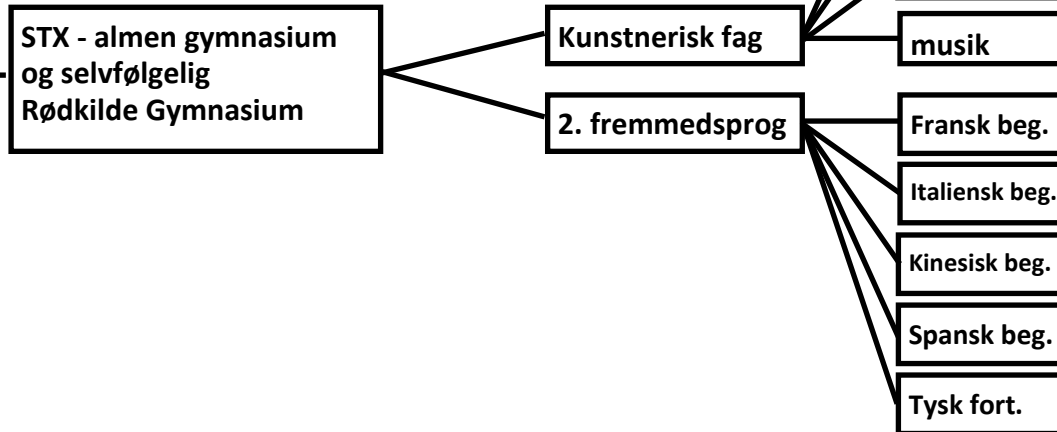 STX - almen gymnasium
og selvfølgelig
Rødkilde Gymnasium
Kunstnerisk fag
musik
2. fremmedsprog
Fransk beg.
Italiensk beg.
Kinesisk beg.
Spansk beg.
Tysk fort.